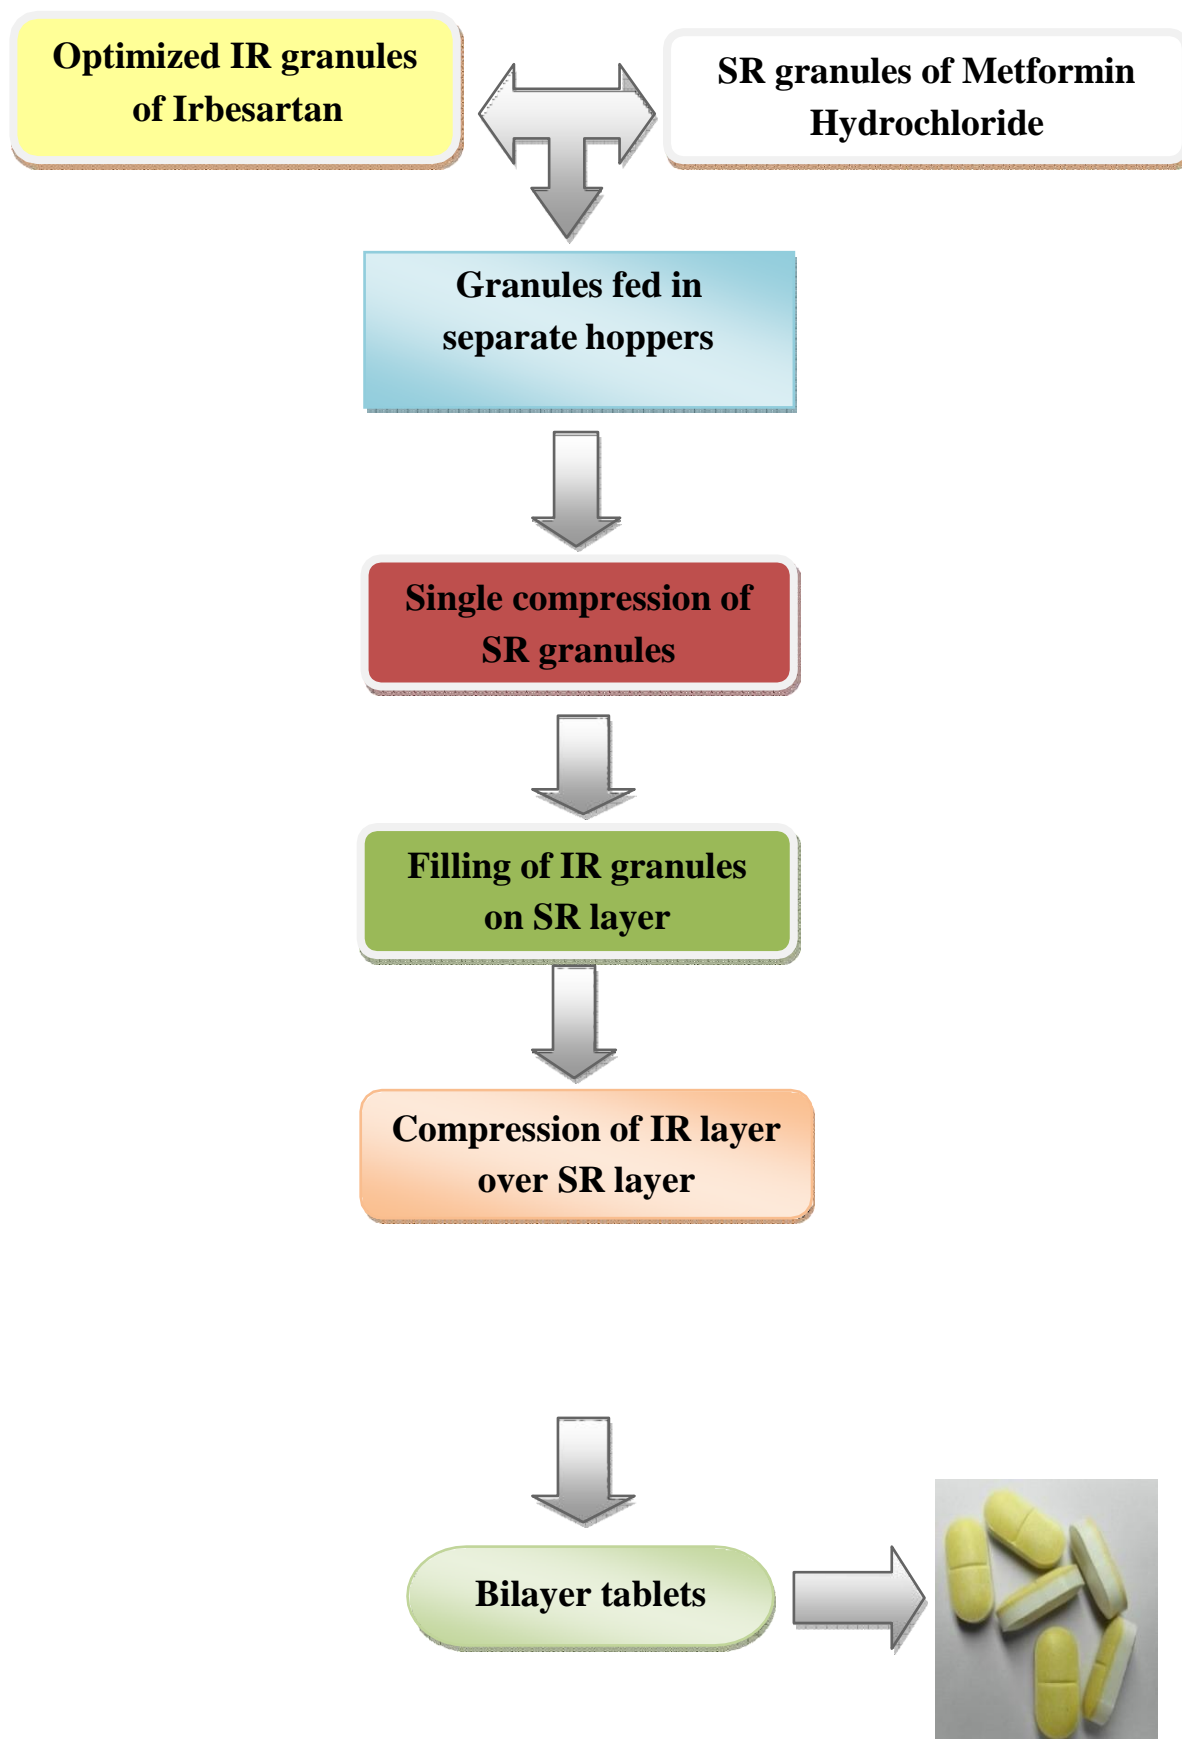 Optimized IR granules
of Irbesartan
SR granules of Metformin
Hydrochloride
Granules fed in
separate hoppers
Single compression of
SR granules
Filling of IR granules
on SR layer
Compression of IR layer
over SR layer
Bilayer tablets